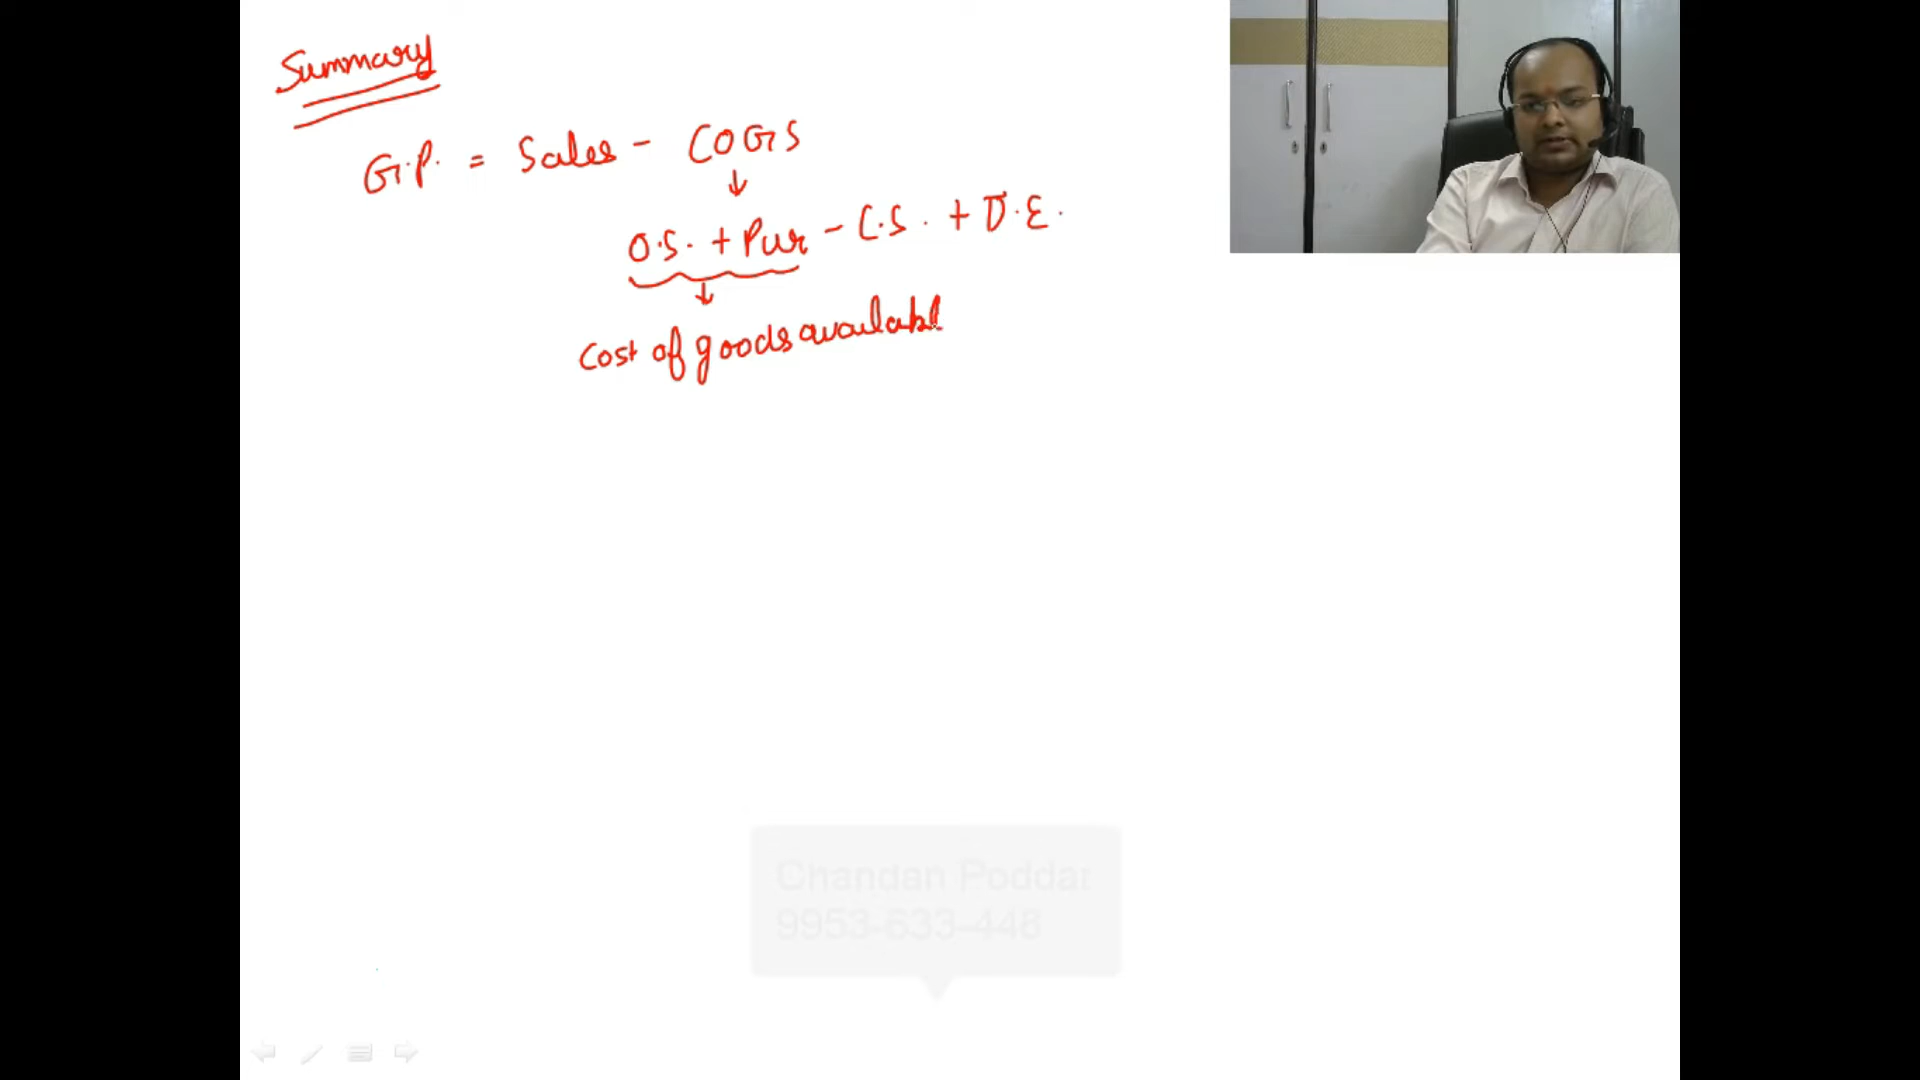 Summary
G.P. = Sales - COGS
O.S. + Pur - C.S. + D.E.
Cost of goods availabl
Chandan Poddar
9953-633-448